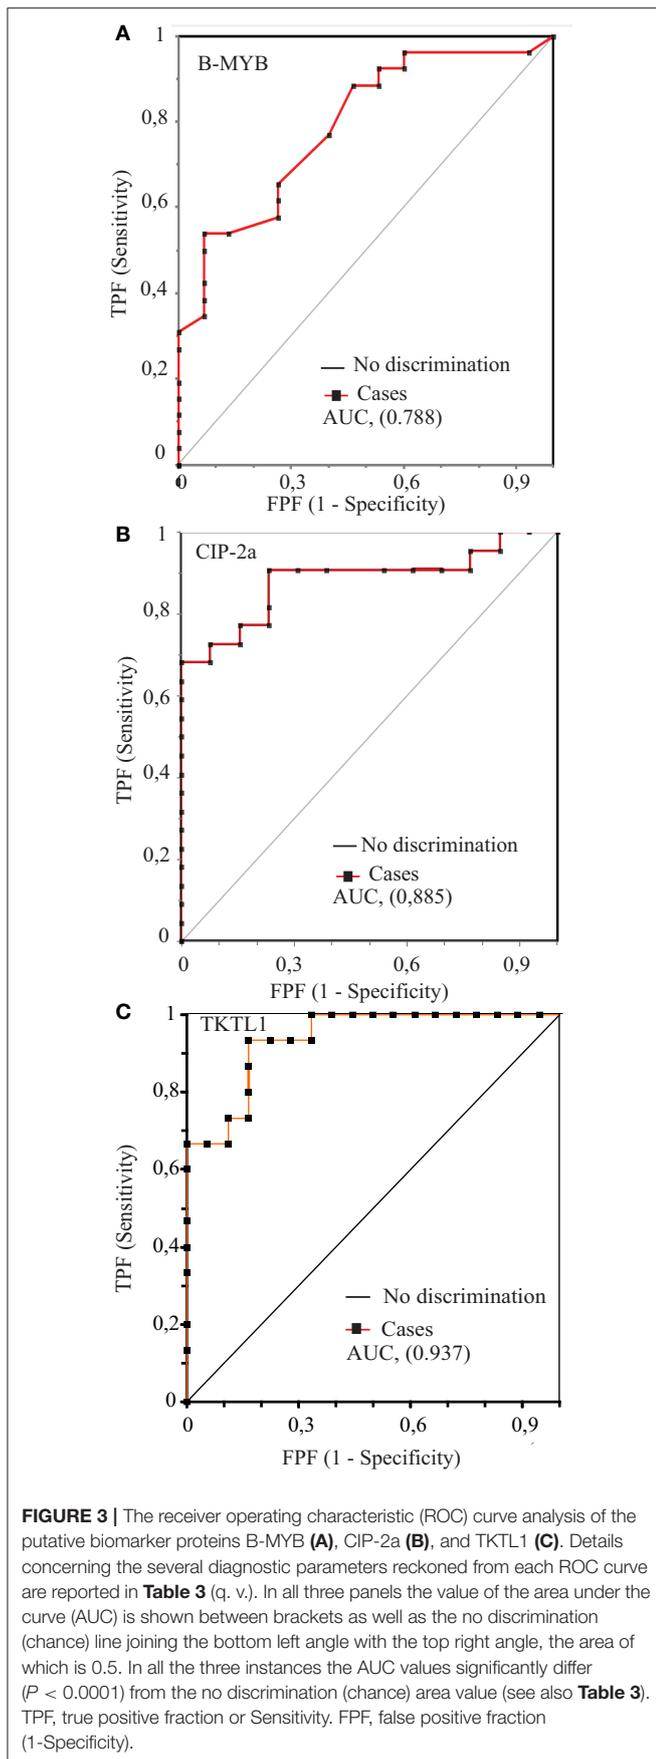 A
B-MYB
1
0,8
0,6
0,4
0,2
0
TPF (Sensitivity)
No discrimination
Cases
AUC, (0.788)
0 0,3 0,6 0,9
FPF (1 - Specificity)
B
CIP-2a
1
0,8
0,6
0,4
0,2
0
TPF (Sensitivity)
No discrimination
Cases
AUC, (0,885)
0 0,3 0,6 0,9
FPF (1 - Specificity)
C
TKTL1
1
0,8
0,6
0,4
0,2
0
TPF (Sensitivity)
No discrimination
Cases
AUC, (0.937)
0 0,3 0,6 0,9
FPF (1 - Specificity)
FIGURE 3 | The receiver operating characteristic (ROC) curve analysis of the
putative biomarker proteins B-MYB (A), CIP-2a (B), and TKTL1 (C). Details
concerning the several diagnostic parameters reckoned from each ROC curve
are reported in Table 3 (q. v.). In all three panels the value of the area under the
curve (AUC) is shown between brackets as well as the no discrimination
(chance) line joining the bottom left angle with the top right angle, the area of
which is 0.5. In all the three instances the AUC values significantly differ
(P < 0.0001) from the no discrimination (chance) area value (see also Table 3).
TPF, true positive fraction or Sensitivity. FPF, false positive fraction
(1-Specificity).